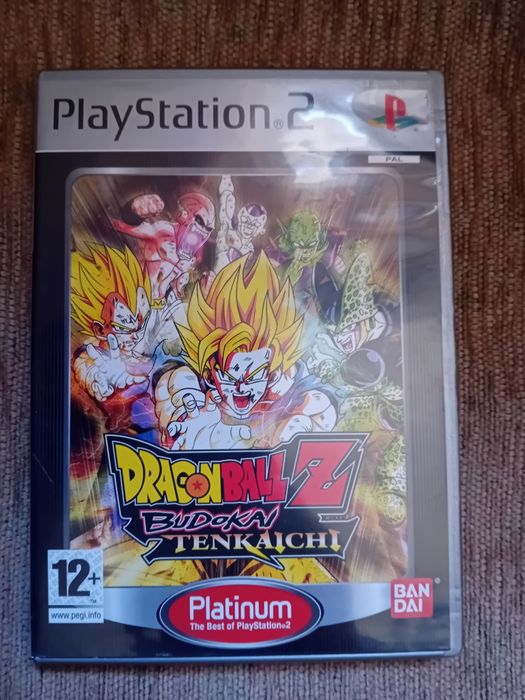 PlayStation®2
PAL
DRAGON BALL Z
BUDOKAI
TENKAICHI
12+
www.pegi.info
Platinum
The Best of PlayStation®2
BAN
DAI